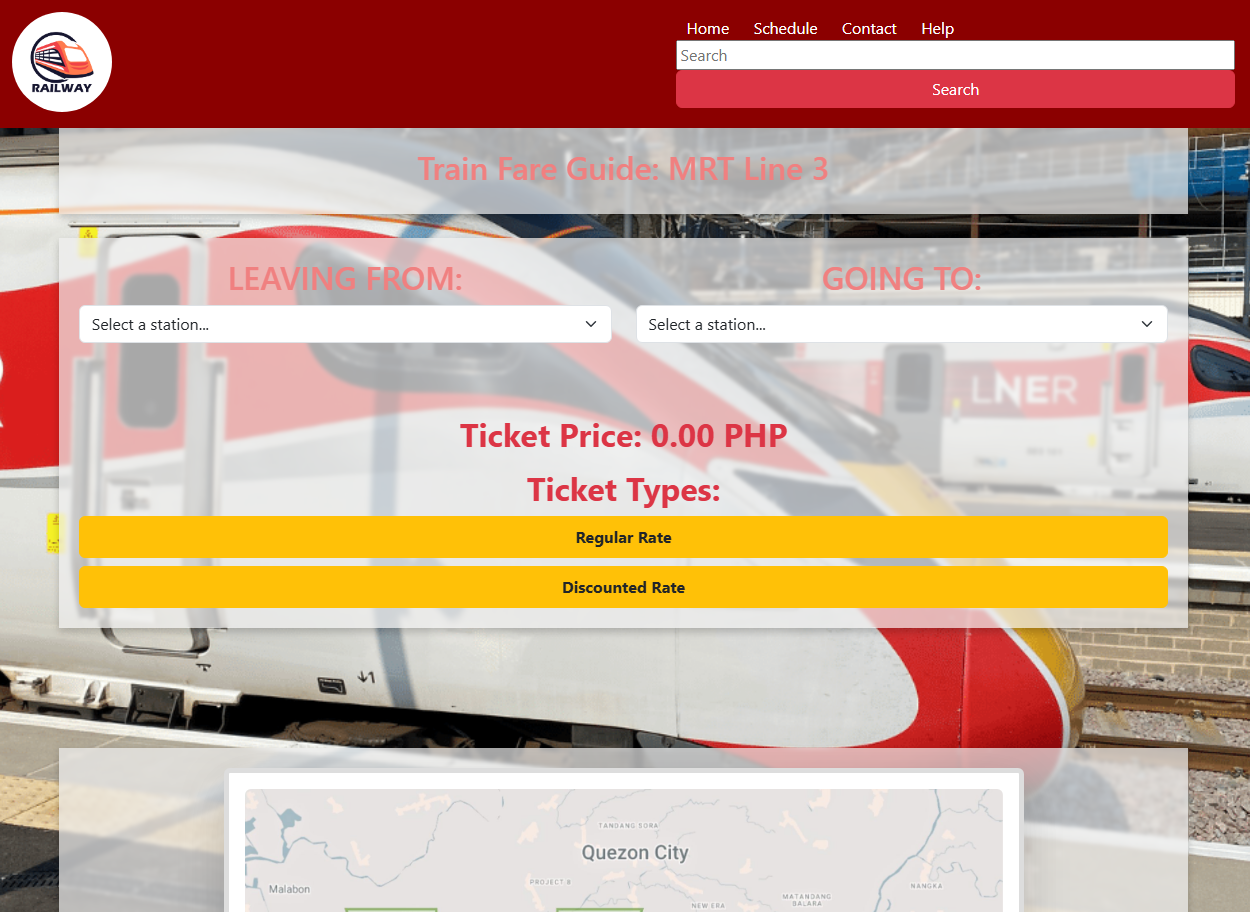 RAILWAY
Home Schedule Contact Help
Search
Search
Train Fare Guide: MRT Line 3
LEAVING FROM: GOING TO:
Select a station... Select a station...
LNER
Ticket Price: 0.00 PHP
Ticket Types:
Regular Rate
Discounted Rate
↓1
TANDANG SORA
Quezon City
PROJECT 8
Malabon
NANGKA
MATANDANG
BALARA
NEW ERA